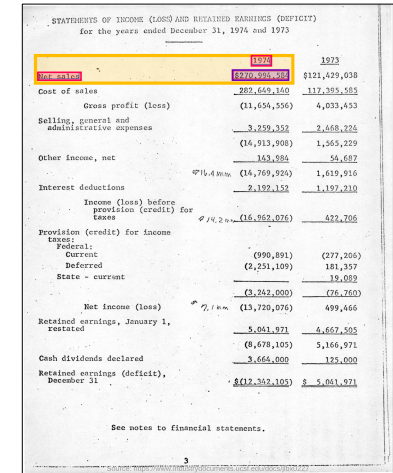 STATEMENTS OF INCOME (LOSS) AND RETAINED EARNINGS (DEFICIT)
for the years ended December 31, 1974 and 1973
1974 1973
Net sales $270,994,584 $121,429,038
Cost of sales 282,649,140 117,395,585
Gross profit (loss) (11,654,556) 4,033,453
Selling, general and
administrative expenses 3,259,352 2,468,224
(14,913,908) 1,565,229
Other income, net 143,984 54,687
(14,769,924) 1,619,916
Interest deductions 2,192,152 1,197,210
Income (loss) before
provision (credit) for
taxes (16,962,076) 422,706
Provision (credit) for income
taxes:
Federal:
Current (990,891) (277,206)
Deferred (2,251,109) 181,357
State - current 19,089
(3,242,000) (76,760)
Net income (loss) (13,720,076) 499,466
Retained earnings, January 1,
restated 5,041,971 4,667,505
(8,678,105) 5,166,971
Cash dividends declared 3,664,000 125,000
Retained earnings (deficit),
December 31 $(12,342,105) $ 5,041,971
See notes to financial statements.
3